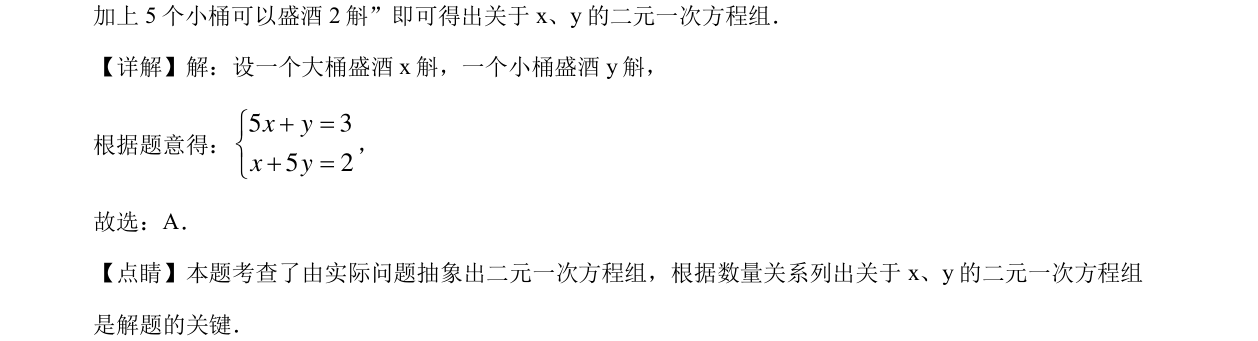 加上 5 个小桶可以盛酒 2 斛”即可得出关于 x、y 的二元一次方程组．
【详解】解：设一个大桶盛酒 x 斛，一个小桶盛酒 y 斛，
根据题意得：{5x + y = 3
x + 5y = 2，
故选：A．
【点睛】本题考查了由实际问题抽象出二元一次方程组，根据数量关系列出关于 x、y 的二元一次方程组
是解题的关键．